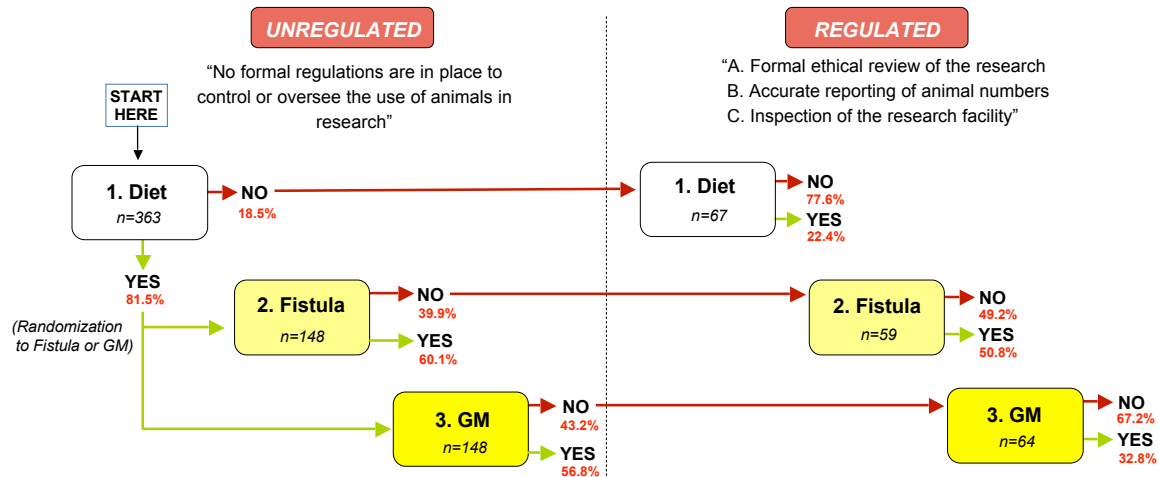 UNREGULATED
REGULATED
“No formal regulations are in place to
control or oversee the use of animals in
research”
“A. Formal ethical review of the research
B. Accurate reporting of animal numbers
C. Inspection of the research facility”
START
HERE
1. Diet
n=363
NO
18.5%
1. Diet
n=67
NO
77.6%
YES
22.4%
YES
81.5%
(Randomization
to Fistula or GM)
2. Fistula
n=148
NO
39.9%
YES
60.1%
2. Fistula
n=59
NO
49.2%
YES
50.8%
3. GM
n=148
NO
43.2%
YES
56.8%
3. GM
n=64
NO
67.2%
YES
32.8%